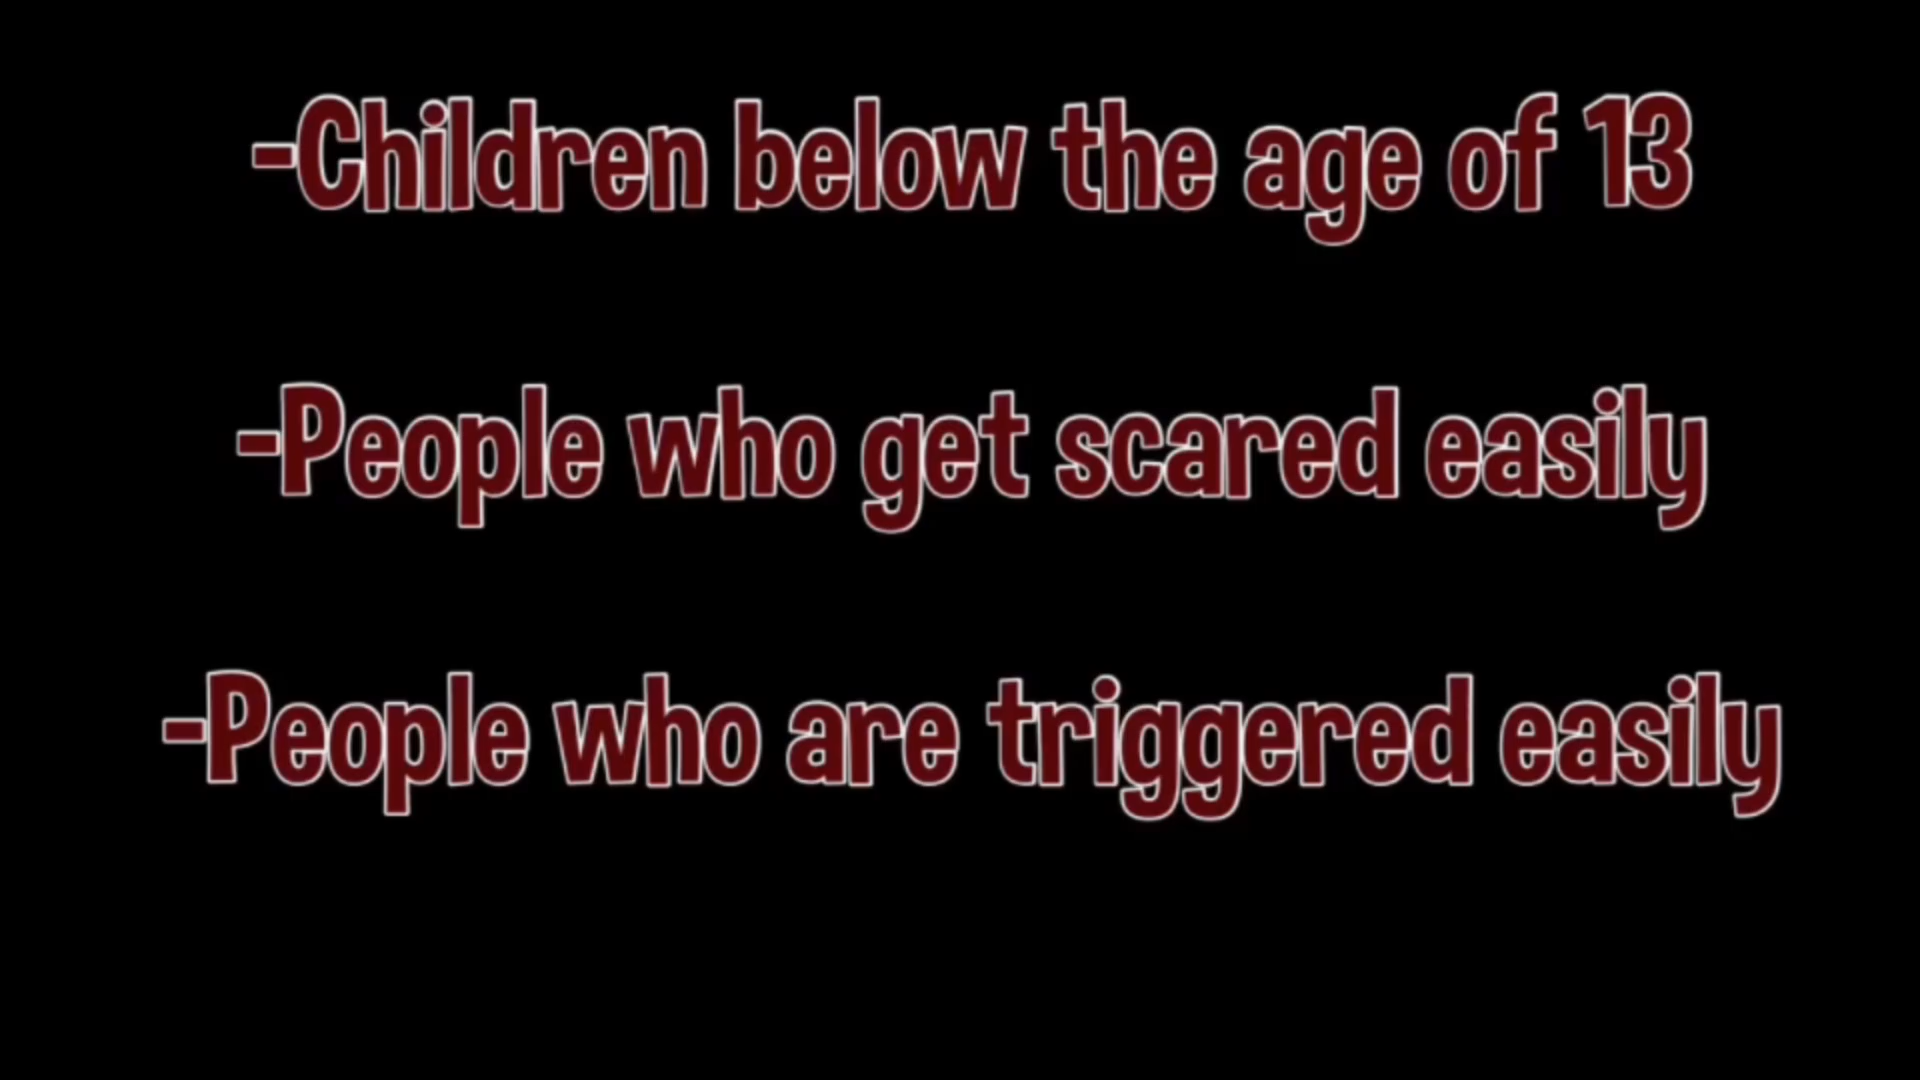 -Children below the age of 13
-People who get scared easily
-People who are triggered easily